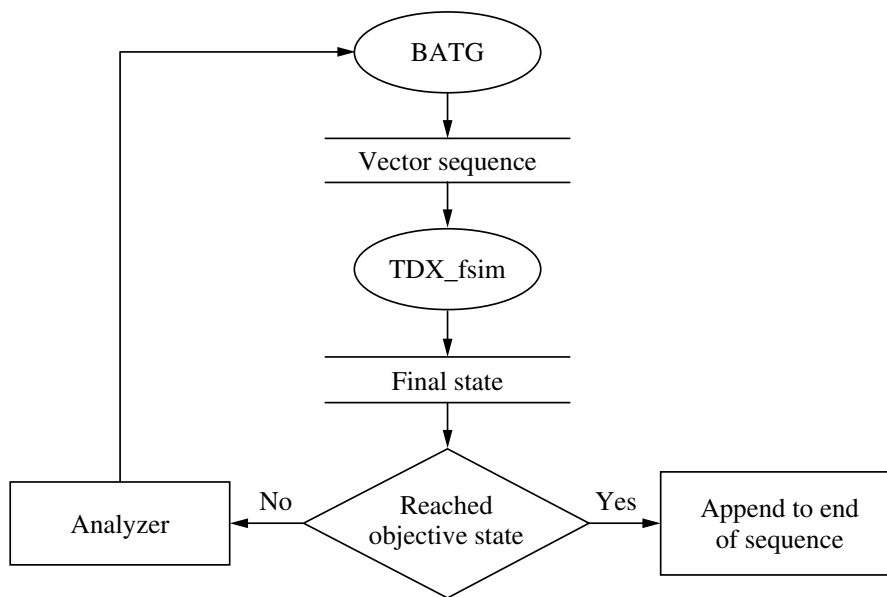 BATG
Vector sequence
TDX_fsim
Final state
No
Reached
objective state
Yes
Analyzer
Append to end
of sequence